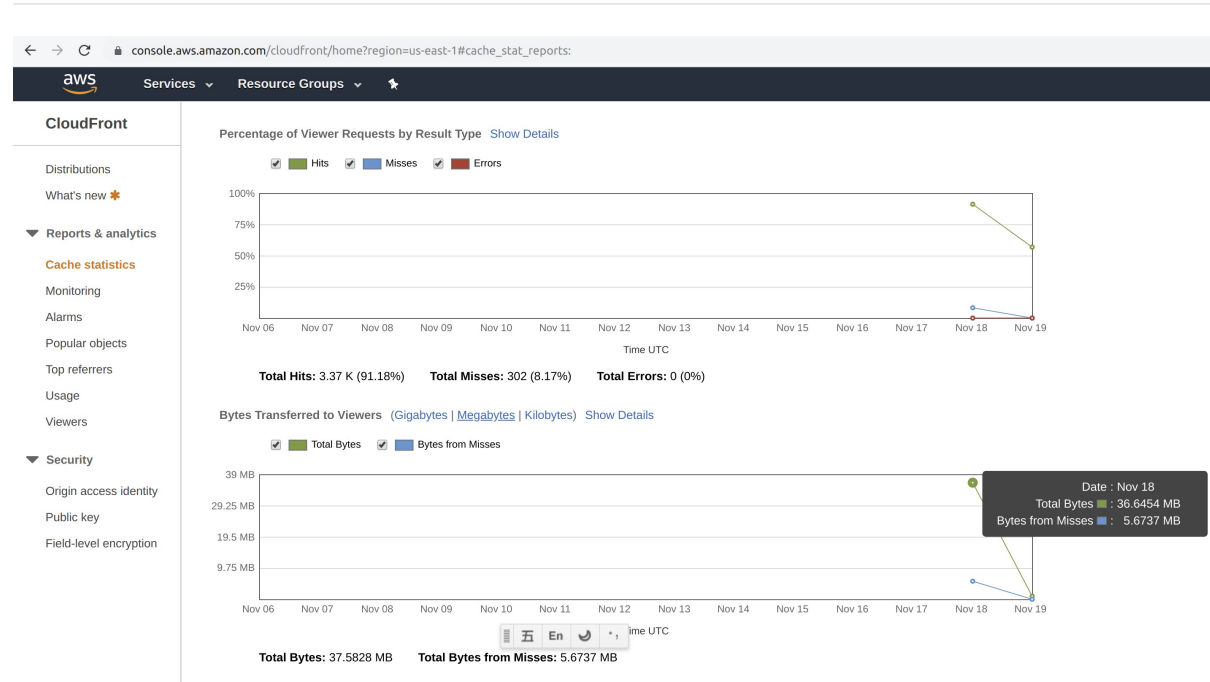 console.aws.amazon.com/cloudfront/home?region=us-east-1#cache_stat_reports:
aws Services Resource Groups
CloudFront
Distributions
What's new
Reports & analytics
Cache statistics
Monitoring
Alarms
Popular objects
Top referrers
Usage
Viewers
Security
Origin access identity
Public key
Field-level encryption
Percentage of Viewer Requests by Result Type Show Details
Hits Misses Errors
100%
75%
50%
25%
Nov 06 Nov 07 Nov 08 Nov 09 Nov 10 Nov 11 Nov 12 Nov 13 Nov 14 Nov 15 Nov 16 Nov 17 Nov 18 Nov 19
Time UTC
Total Hits: 3.37 K (91.18%) Total Misses: 302 (8.17%) Total Errors: 0 (0%)
Bytes Transferred to Viewers (Gigabytes | Megabytes | Kilobytes) Show Details
Total Bytes Bytes from Misses
39 MB
29.25 MB
19.5 MB
9.75 MB
Date : Nov 18
Total Bytes : 36.6454 MB
Bytes from Misses : 5.6737 MB
Nov 06 Nov 07 Nov 08 Nov 09 Nov 10 Nov 11 Nov 12 Nov 13 Nov 14 Nov 15 Nov 16 Nov 17 Nov 18 Nov 19
ime UTC
五 En
Total Bytes: 37.5828 MB Total Bytes from Misses: 5.6737 MB